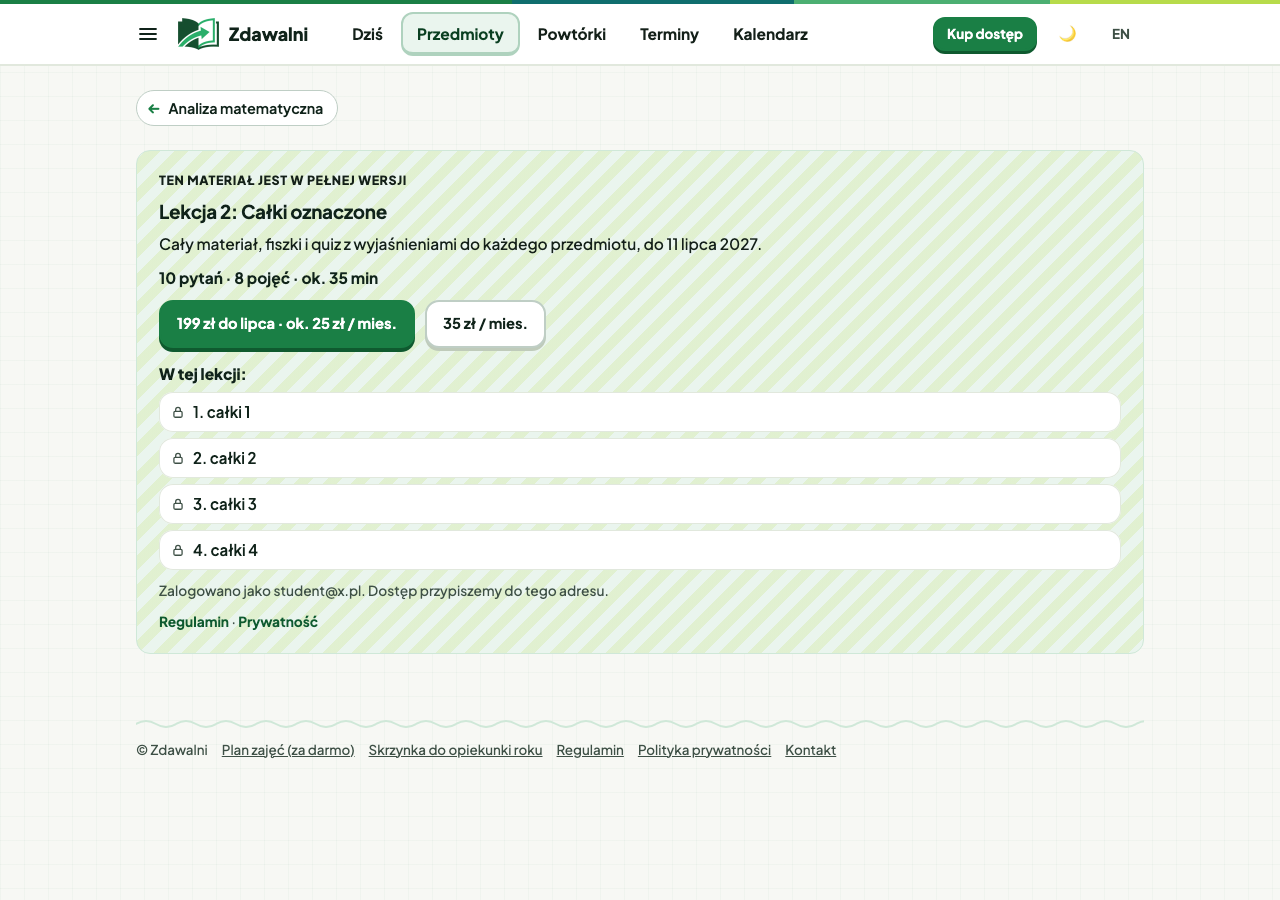 Zdawalni
Dziś
Przedmioty
Powtórki
Terminy
Kalendarz
Kup dostęp
EN
← Analiza matematyczna
TEN MATERIAŁ JEST W PEŁNEJ WERSJI
Lekcja 2: Całki oznaczone
Cały materiał, fiszki i quiz z wyjaśnieniami do każdego przedmiotu, do 11 lipca 2027.
10 pytań · 8 pojęć · ok. 35 min
199 zł do lipca · ok. 25 zł / mies.
35 zł / mies.
W tej lekcji:
1. całki 1
2. całki 2
3. całki 3
4. całki 4
Zalogowano jako student@x.pl. Dostęp przypiszemy do tego adresu.
Regulamin · Prywatność
© Zdawalni Plan zajęć (za darmo) Skrzynka do opiekunki roku Regulamin Polityka prywatności Kontakt